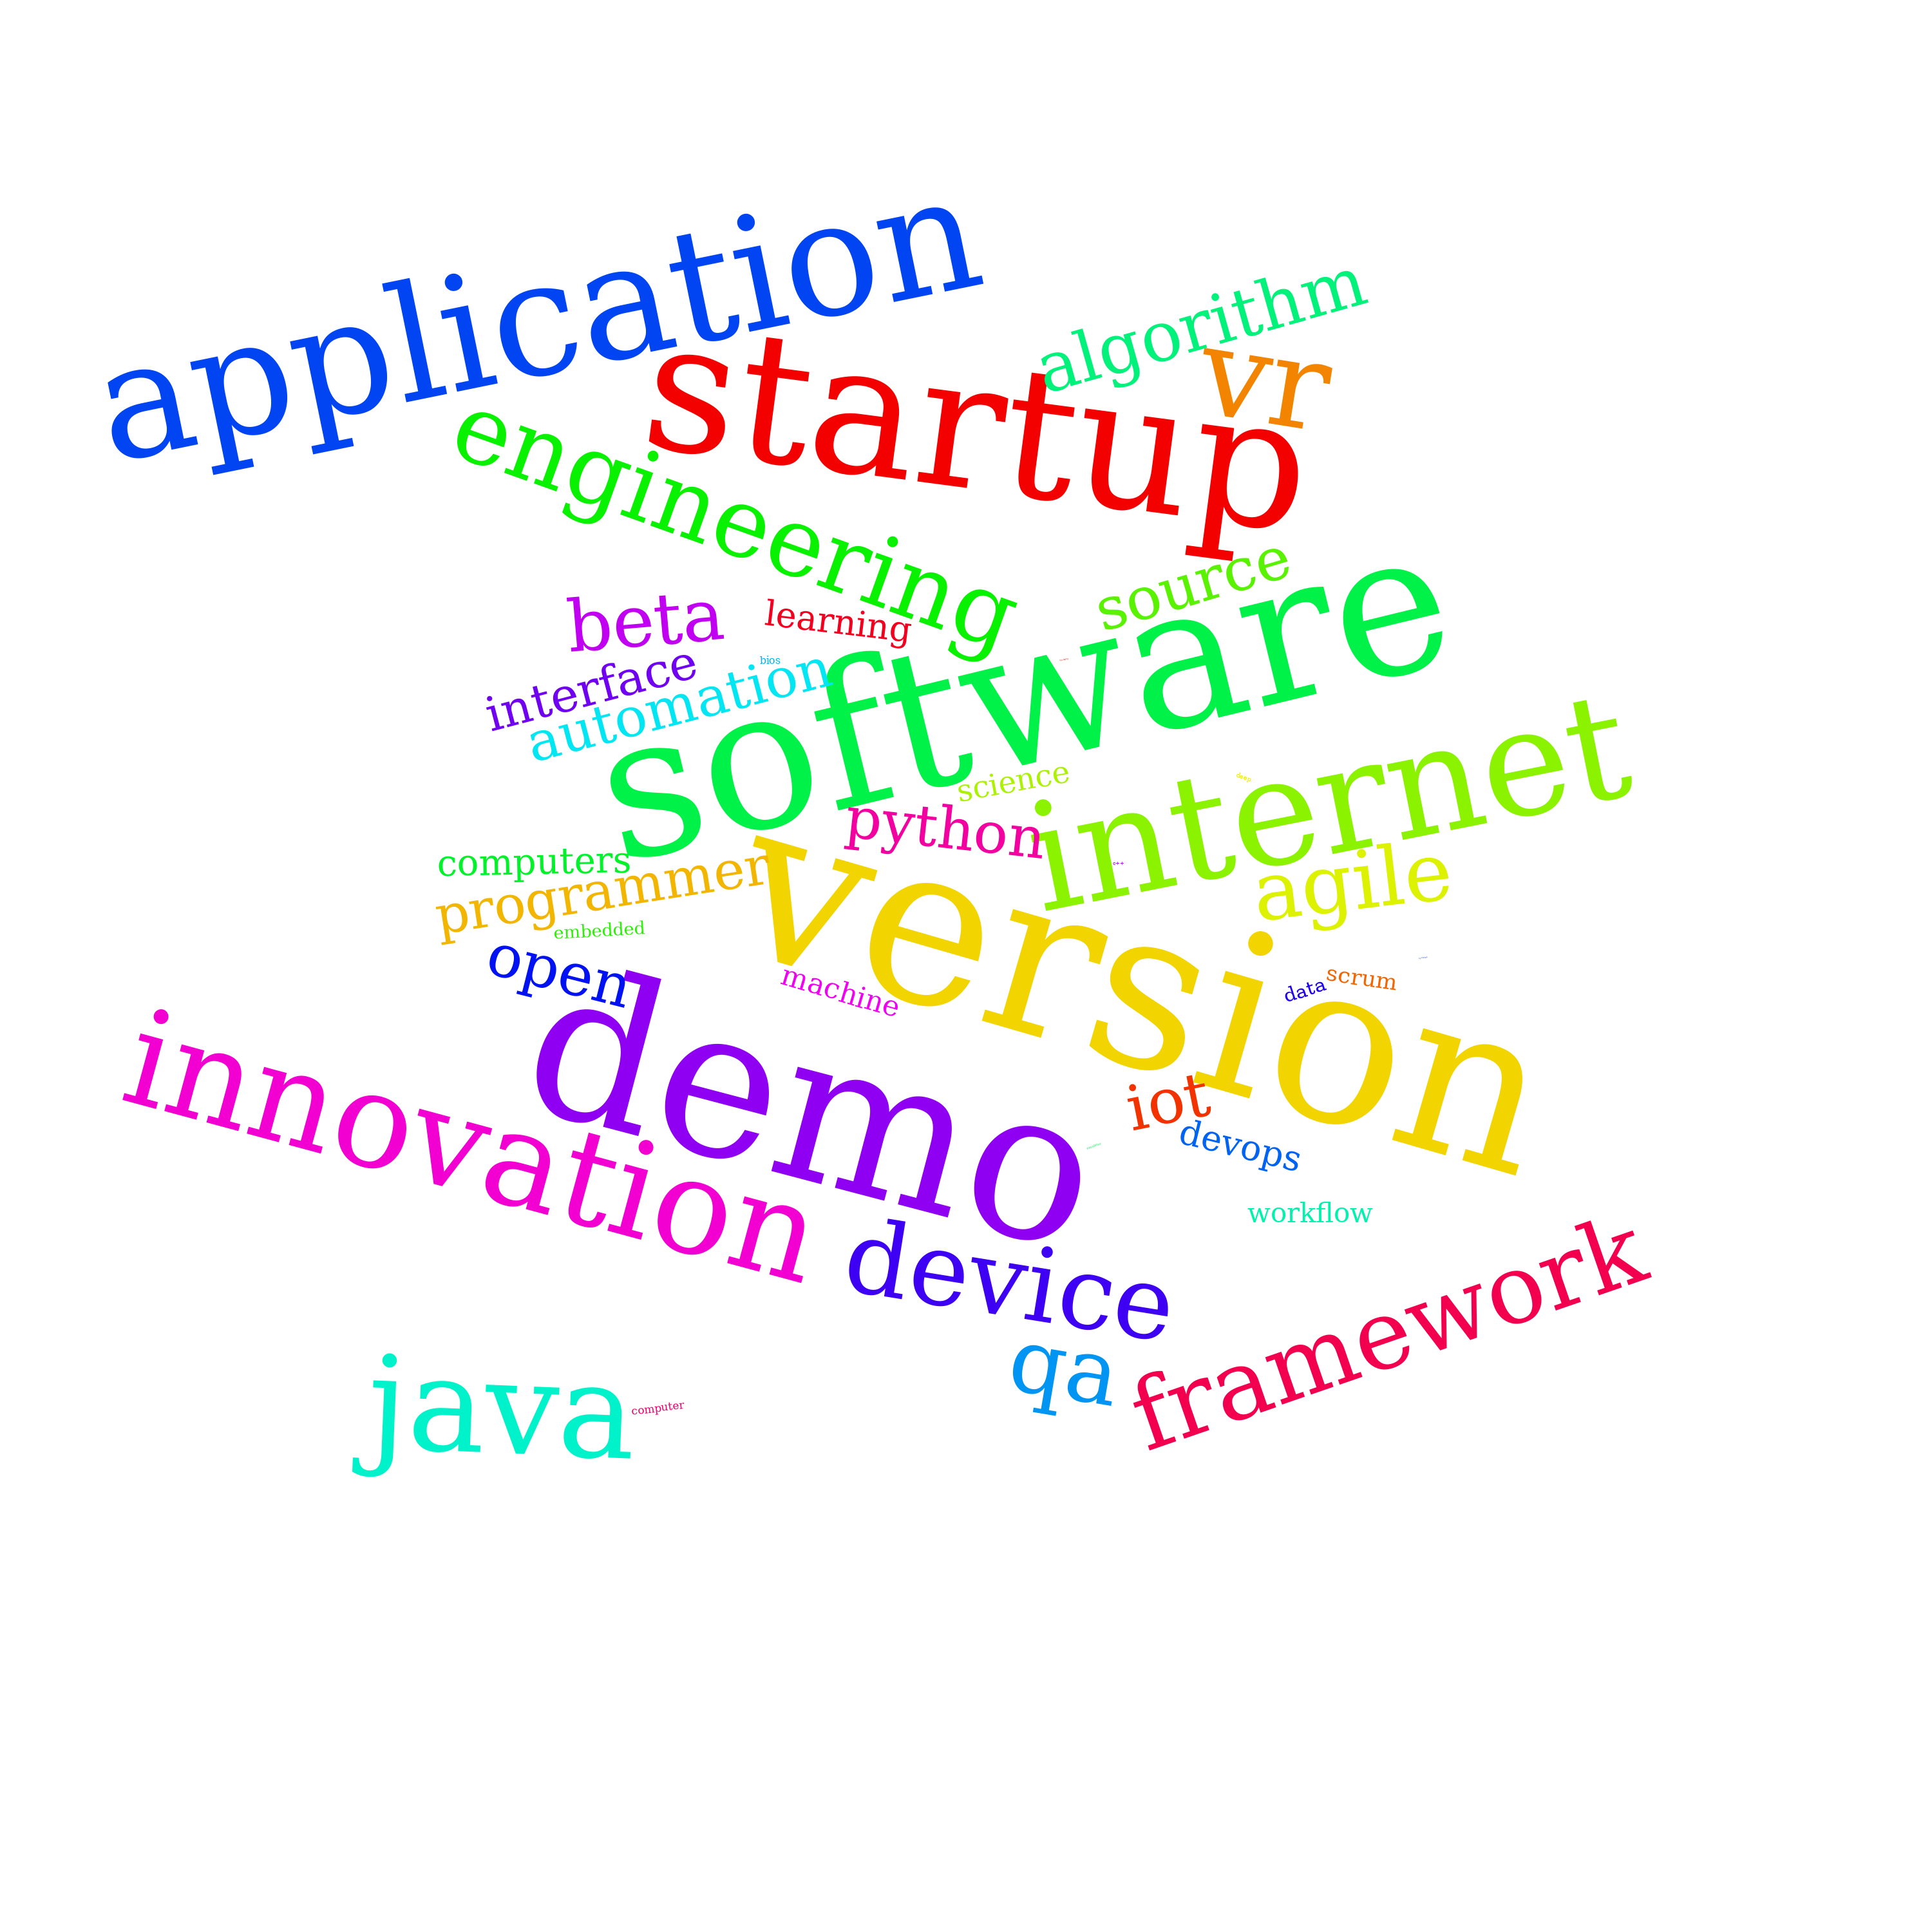 application
algorithm
startup
vr
engineering
source
beta
learning
software
interface
bios
automation
internet
science
python
computers
c++
programmer
agile
version
embedded
open
machine
scrum
data
demo
innovation
iot
devops
workflow
device
framework
qa
java
computer